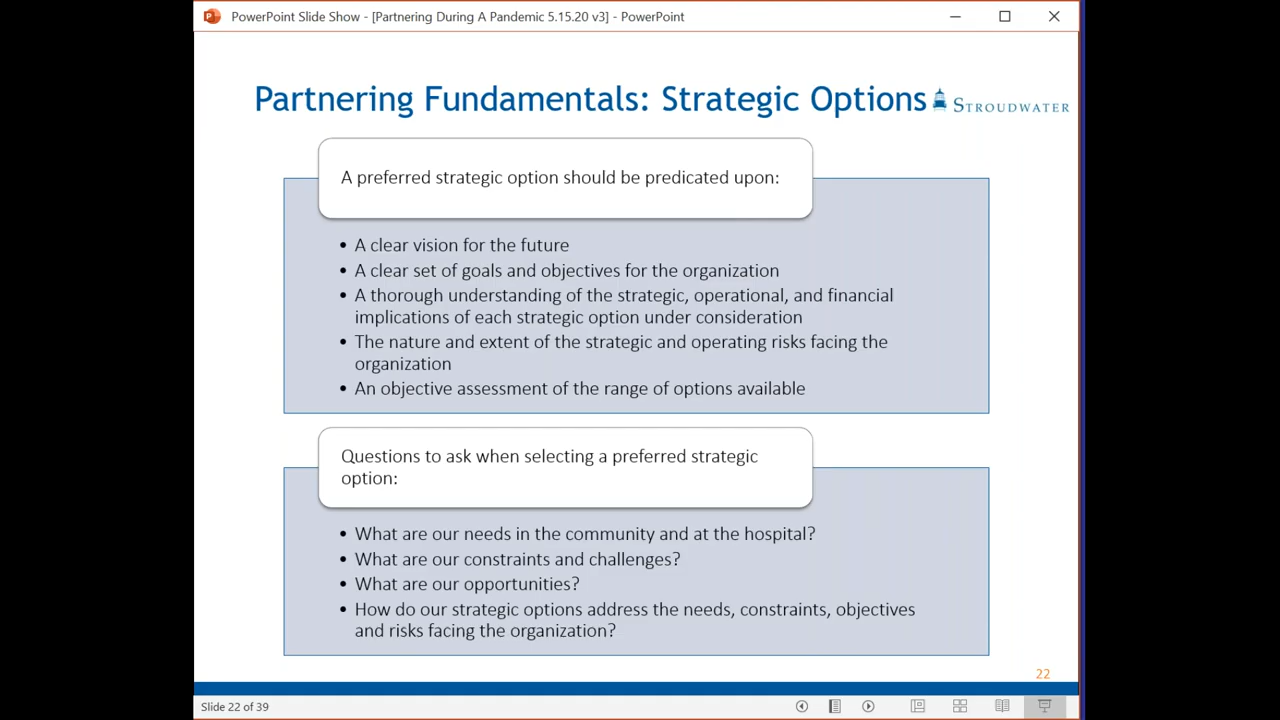 PowerPoint Slide Show - [Partnering During A Pandemic 5.15.20 v3] - PowerPoint
Partnering Fundamentals: Strategic Options
STROUDWATER
A preferred strategic option should be predicated upon:
• A clear vision for the future
• A clear set of goals and objectives for the organization
• A thorough understanding of the strategic, operational, and financial
implications of each strategic option under consideration
• The nature and extent of the strategic and operating risks facing the
organization
• An objective assessment of the range of options available
Questions to ask when selecting a preferred strategic
option:
• What are our needs in the community and at the hospital?
• What are our constraints and challenges?
• What are our opportunities?
• How do our strategic options address the needs, constraints, objectives
and risks facing the organization?
22
Slide 22 of 39